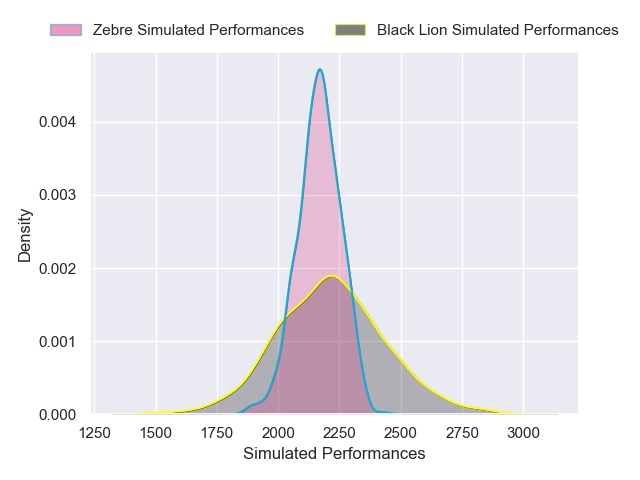 Zebre Simulated Performances
Black Lion Simulated Performances
0.004
0.003
0.002
0.001
0.000
Density
1250 1500 1750 2000 2250 2500 2750 3000
Simulated Performances